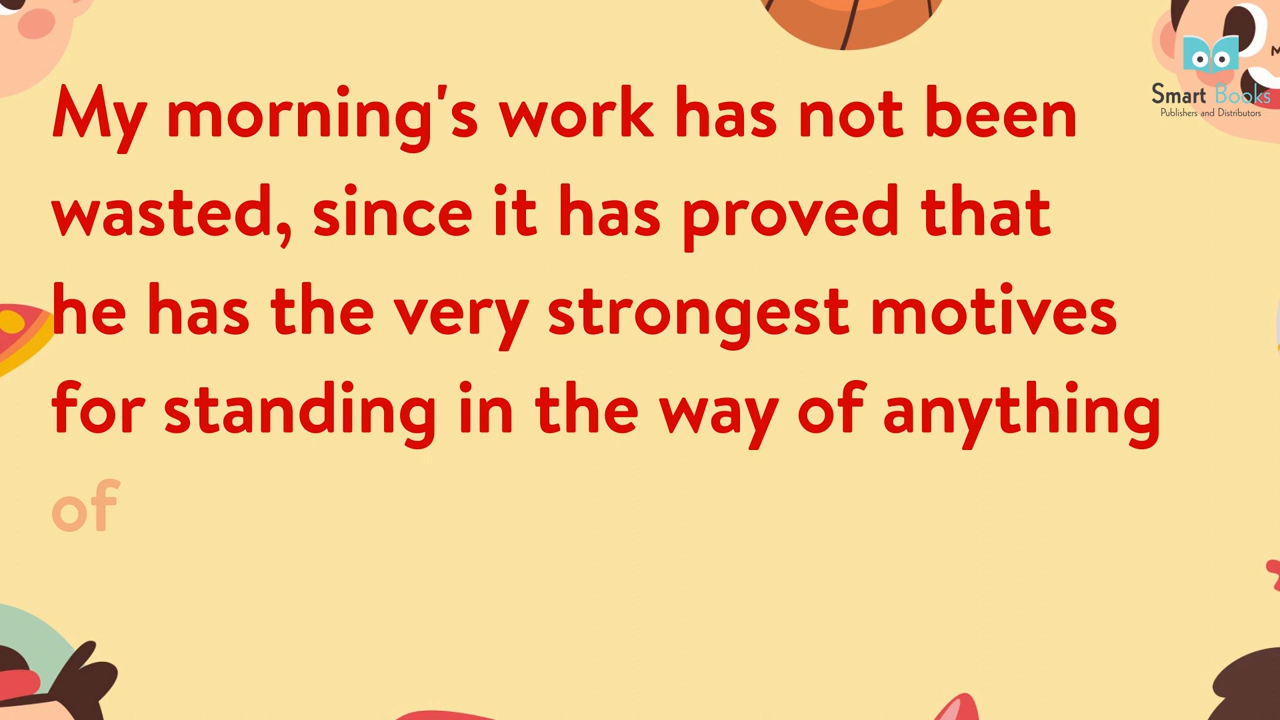 My morning's work has not been
wasted, since it has proved that
he has the very strongest motives
for standing in the way of anything
of
Smart Books
Publishers and Distributors